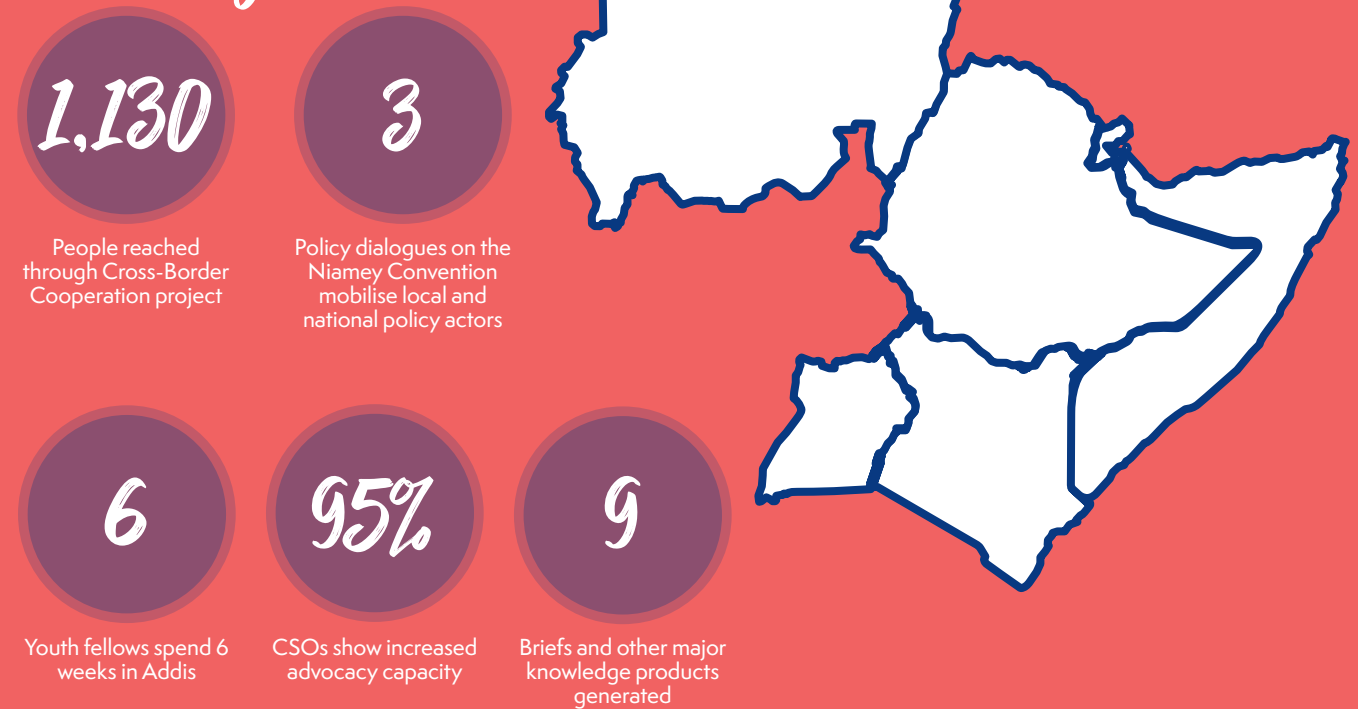 1,130
People reached
through Cross-Border
Cooperation project
3
Policy dialogues on the
Niamey Convention
mobilise local and
national policy actors
6
Youth fellows spend 6
weeks in Addis
95%
CSOs show increased
advocacy capacity
9
Briefs and other major
knowledge products
generated